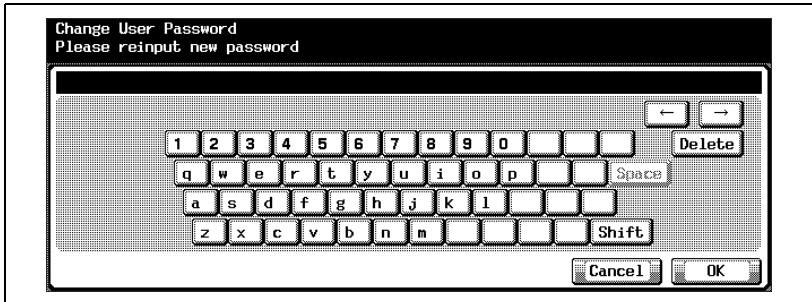 Change User Password
Please reinput new password
← →
1 2 3 4 5 6 7 8 9 0 Delete
q w e r t y u i o p Space
a s d f g h j k l
z x c v b n m Shift
Cancel OK